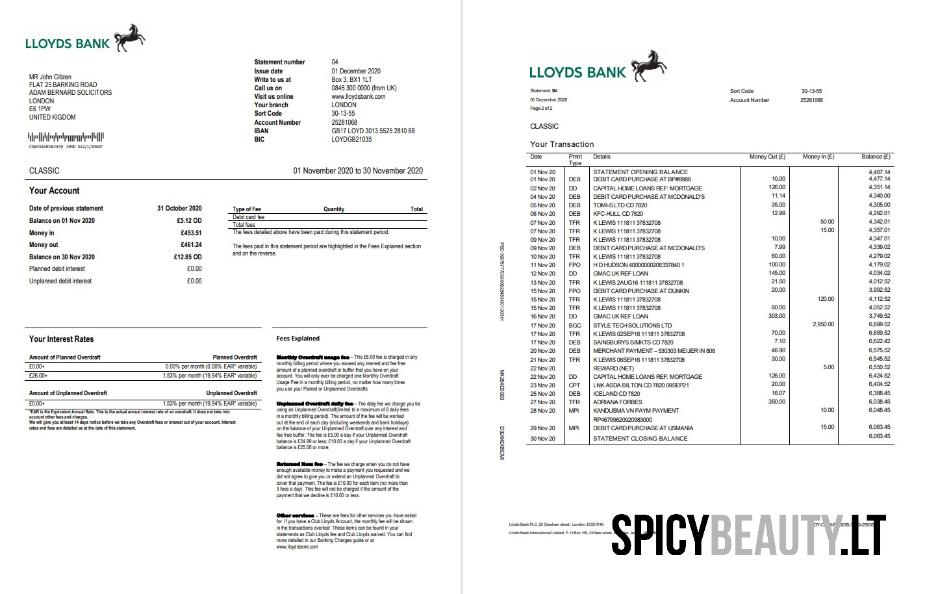 LLOYDS BANK
MR John Citizen
FLAT 25 BARKING ROAD
ADAM BERNARD SOLICITORS
LONDON
E6 1PW
UNITED KIGDOM
Statement number 04
Issue date 01 December 2020
Write to us at Box 3, BX1 1LT
Call us on 0845 300 0000 (from UK)
Visit us online www.lloydsbank.com
Your branch LONDON
Sort Code 30-13-55
Account Number 25281068
IBAN GB17 LOYD 3013 5525 2810 68
BIC LOYDGB21035
CLASSIC 01 November 2020 to 30 November 2020
Your Account
Date of previous statement 31 October 2020
Balance on 01 Nov 2020 £5.12 OD
Money in £453.51
Money out £461.24
Balance on 30 Nov 2020 £12.85 OD
Planned debit interest £0.00
Unplanned debit interest £0.00
Type of Fee Quantity Total
Debit card fee
Total fees
The fees detailed above have been paid during this statement period.
The fees paid in this statement period are highlighted in the Fees Explained section
and on the reverse.
Your Interest Rates
Amount of Planned Overdraft Planned Overdraft
£0.00+ 0.00% per month (0.00% EAR* variable)
£26.00+ 1.53% per month (19.94% EAR* variable)
Amount of Unplanned Overdraft Unplanned Overdraft
£0.00+ 1.53% per month (19.94% EAR* variable)
*EAR is the Equivalent Annual Rate. This is the actual annual interest rate of an overdraft. It does not take into
account other fees and charges.
We will give you at least 14 days notice before we take any Overdraft fees or interest out of your account. Interest
rates and fees are detailed as at the date of this statement.
Fees Explained
Monthly Overdraft usage fee – This £6.00 fee is charged in any
monthly billing period where you exceed any interest and fee free
amount of a planned overdraft or buffer that you have on your
account. You will only ever be charged one Monthly Overdraft
Usage Fee in a monthly billing period, no matter how many times
you use your Planned or Unplanned Overdrafts.
Unplanned Overdraft daily fee – The daily fee we charge you for
using an Unplanned Overdraft(limited to a maximum of 8 daily fees
in a monthly billing period). The amount of the fee will be worked
out at the end of each day (including weekends and bank holidays)
on the balance of your Unplanned Overdraft over any interest and
fee free buffer. The fee is £5.00 a day if your Unplanned Overdraft
balance is £24.99 or less; £10.00 a day if your Unplanned Overdraft
balance is £25.00 or more.
Returned Item fee – The fee we charge when you do not have
enough available money to make a payment you requested and we
did not agree to give you or extend an Unplanned Overdraft to
cover that payment. The fee is £10.00 for each item (no more than
3 fees a day). This fee will not be charged if the amount of the
payment that we decline is £10.00 or less.
Other services – These are fees for other services you have asked
for. If you have a Club Lloyds Account, the monthly fee will be shown
in the transactions overleaf. These items can be found in your
statements as Club Lloyds fee and Club Lloyds waived. You can find
more detailed in our Banking Charges guide or at
www.lloydsbank.com
LLOYDS BANK
Statement 04
01 December 2020
Page 2 of 2
Sort Code 30-13-55
Account Number 25281068
CLASSIC
Your Transaction
Date Pmnt Type Details Money Out (£) Money In (£) Balance (£)
01 Nov 20 STATEMENT OPENING BALANCE 4,487.14
01 Nov 20 DEB DEBIT CARD PURCHASE AT 10.00 4,477.14
02 Nov 20 DD CAPITAL HOME LOANS REF: MORTGAGE 126.00 4,351.14
04 Nov 20 DEB DEBIT CARD PURCHASE AT MCDONALD'S 11.14 4,340.00
05 Nov 20 DEB TOM-S LTD CD 7820 35.00 4,305.00
06 Nov 20 DEB KFC-HULL CD 7820 12.99 4,292.01
07 Nov 20 TFR K LEWIS 111811 37832708 50.00 4,342.01
07 Nov 20 TFR K LEWIS 111811 37832708 15.00 4,357.01
09 Nov 20 TFR K LEWIS 111811 37832708 10.00 4,347.01
09 Nov 20 DEB DEBIT CARD PURCHASE AT MCDONALD'S 7.99 4,339.02
10 Nov 20 TFR K LEWIS 111811 37832708 60.00 4,279.02
11 Nov 20 FPO H D HUDSON 100.00 4,179.02
12 Nov 20 DD GMAC UK REF LOAN 145.00 4,034.02
13 Nov 20 TFR K LEWIS 2AUG16 111811 37832708 21.50 4,012.52
15 Nov 20 FPO DEBIT CARD PURCHASE AT DUNKIN 20.00 3,992.52
15 Nov 20 TFR K LEWIS 111811 37832708 120.00 4,112.52
15 Nov 20 TFR K LEWIS 111811 37832708 60.00 4,052.52
16 Nov 20 DD GMAC UK REF LOAN 303.00 3,749.52
17 Nov 20 BGC STYLE TECH SOLUTIONS LTD 2,950.00 6,699.52
17 Nov 20 TFR K LEWIS 02SEP16 111811 37832708 70.00
17 Nov 20 DEB SAINSBURYS S/MKTS CD 7820 7.10 6,622.42
20 Nov 20 DEB MERCHANT PAYMENT – 530303 MEIJER IN 808 46.90 6,575.52
21 Nov 20 TFR K LEWIS 06SEP16 111811 37832708 30.00 6,545.52
22 Nov 20 REWARD (NET) 5.00 6,550.52
22 Nov 20 DD CAPITAL HOME LOANS REF: MORTGAGE 126.00 6,424.52
23 Nov 20 CPT LNK ASDA BILTON CD 7820 09SEP21 20.00 6,404.52
25 Nov 20 DEB ICELAND CD 7820 16.07 6,388.45
27 Nov 20 TFR ADRIANA FORBES 350.00 6,038.45
28 Nov 20 MPI KANDUSMA VIN PAYM PAYMENT 10.00 6,048.45
29 Nov 20 MPI DEBIT CARD PURCHASE AT USMANIA 15.00 6,063.45
30 Nov 20 STATEMENT CLOSING BALANCE 6,063.45
SPICYBEAUTY.LT